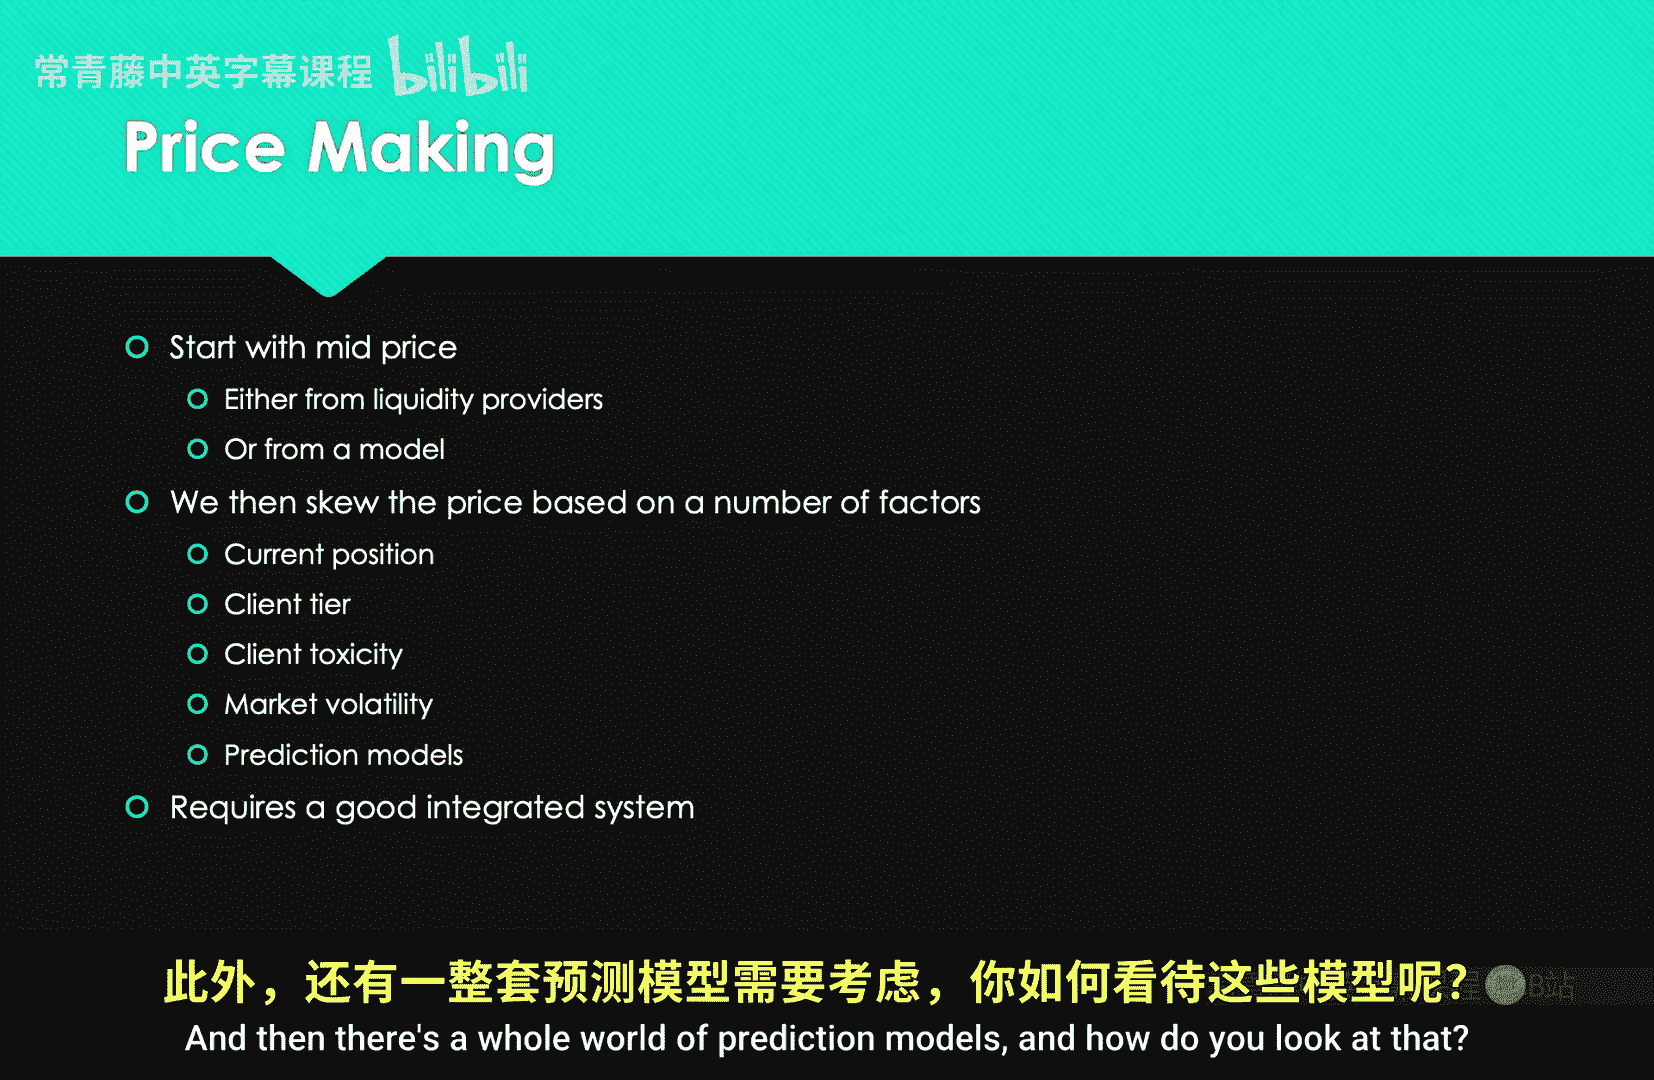 常青藤中英字幕课程 bilibili
Price Making
Start with mid price
Either from liquidity providers
Or from a model
We then skew the price based on a number of factors
Current position
Client tier
Client toxicity
Market volatility
Prediction models
Requires a good integrated system
此外，还有一整套预测模型需要考虑，你如何看待这些模型呢？
B站
And then there's a whole world of prediction models, and how do you look at that?